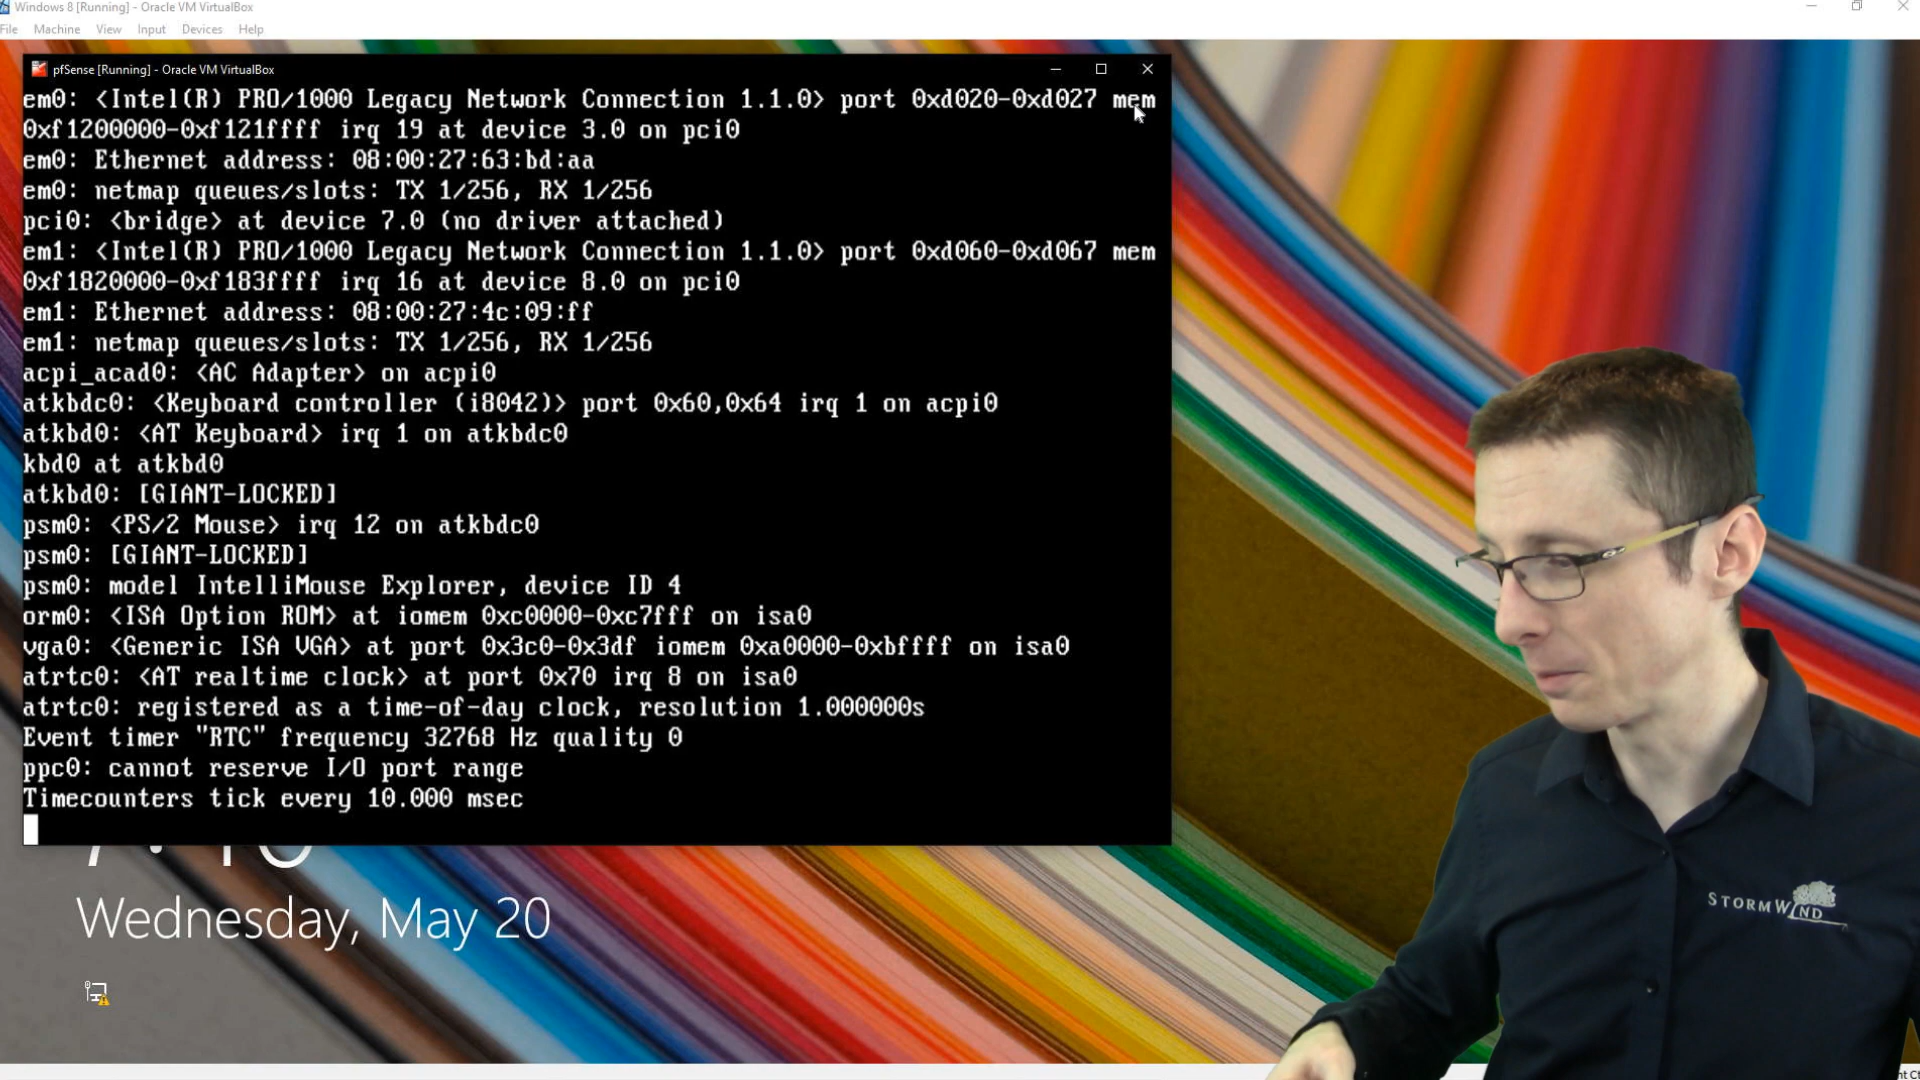 Windows 8 [Running] - Oracle VM VirtualBox
File Machine View Input Devices Help
pfSense [Running] - Oracle VM VirtualBox
em0: <Intel(R) PRO/1000 Legacy Network Connection 1.1.0> port 0xd020-0xd027 mem
0xf1200000-0xf121ffff irq 19 at device 3.0 on pci0
em0: Ethernet address: 08:00:27:63:bd:aa
em0: netmap queues/slots: TX 1/256, RX 1/256
pci0: <bridge> at device 7.0 (no driver attached)
em1: <Intel(R) PRO/1000 Legacy Network Connection 1.1.0> port 0xd060-0xd067 mem
0xf1820000-0xf183ffff irq 16 at device 8.0 on pci0
em1: Ethernet address: 08:00:27:4c:09:ff
em1: netmap queues/slots: TX 1/256, RX 1/256
acpi_acad0: <AC Adapter> on acpi0
atkbdc0: <Keyboard controller (i8042)> port 0x60,0x64 irq 1 on acpi0
atkbd0: <AT Keyboard> irq 1 on atkbdc0
kbd0 at atkbd0
atkbd0: [GIANT-LOCKED]
psm0: <PS/2 Mouse> irq 12 on atkbdc0
psm0: [GIANT-LOCKED]
psm0: model IntelliMouse Explorer, device ID 4
orm0: <ISA Option ROM> at iomem 0xc0000-0xc7fff on isa0
vga0: <Generic ISA VGA> at port 0x3c0-0x3df iomem 0xa0000-0xbffff on isa0
atrtc0: <AT realtime clock> at port 0x70 irq 8 on isa0
atrtc0: registered as a time-of-day clock, resolution 1.000000s
Event timer "RTC" frequency 32768 Hz quality 0
ppc0: cannot reserve I/O port range
Timecounters tick every 10.000 msec
Wednesday, May 20
STORMWIND